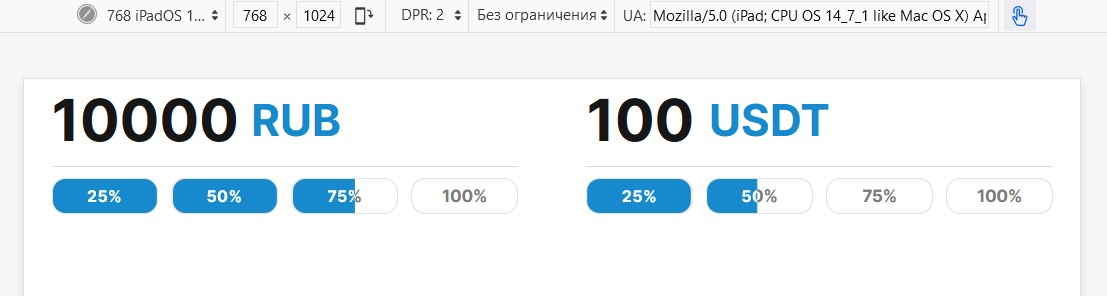 768 iPadOS 1... 768 × 1024 DPR: 2 Без ограничения UA: Mozilla/5.0 (iPad; CPU OS 14_7_1 like Mac OS X) Ap
10000 RUB 100 USDT
25% 50% 75% 100% 25% 50% 75% 100%